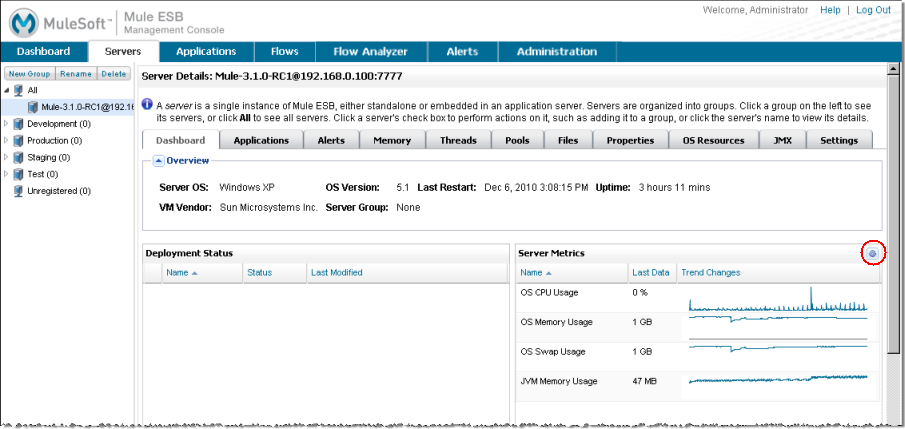 Welcome, Administrator Help | Log Out
MuleSoft™ Mule ESB
Management Console
Dashboard Servers Applications Flows Flow Analyzer Alerts Administration
New Group Rename Delete
All
Mule-3.1.0-RC1@192.16
Development (0)
Production (0)
Staging (0)
Test (0)
Unregistered (0)
Server Details: Mule-3.1.0-RC1@192.168.0.100:7777
A server is a single instance of Mule ESB, either standalone or embedded in an application server. Servers are organized into groups. Click a group on the left to see
its servers, or click All to see all servers. Click a server's check box to perform actions on it, such as adding it to a group, or click the server's name to view its details.
Dashboard Applications Alerts Memory Threads Pools Files Properties OS Resources JMX Settings
Overview
Server OS: Windows XP OS Version: 5.1 Last Restart: Dec 6, 2010 3:08:15 PM Uptime: 3 hours 11 mins
VM Vendor: Sun Microsystems Inc. Server Group: None
Deployment Status
Name Status Last Modified
Server Metrics
Name Last Data Trend Changes
OS CPU Usage 0 %
OS Memory Usage 1 GB
OS Swap Usage 1 GB
JVM Memory Usage 47 MB